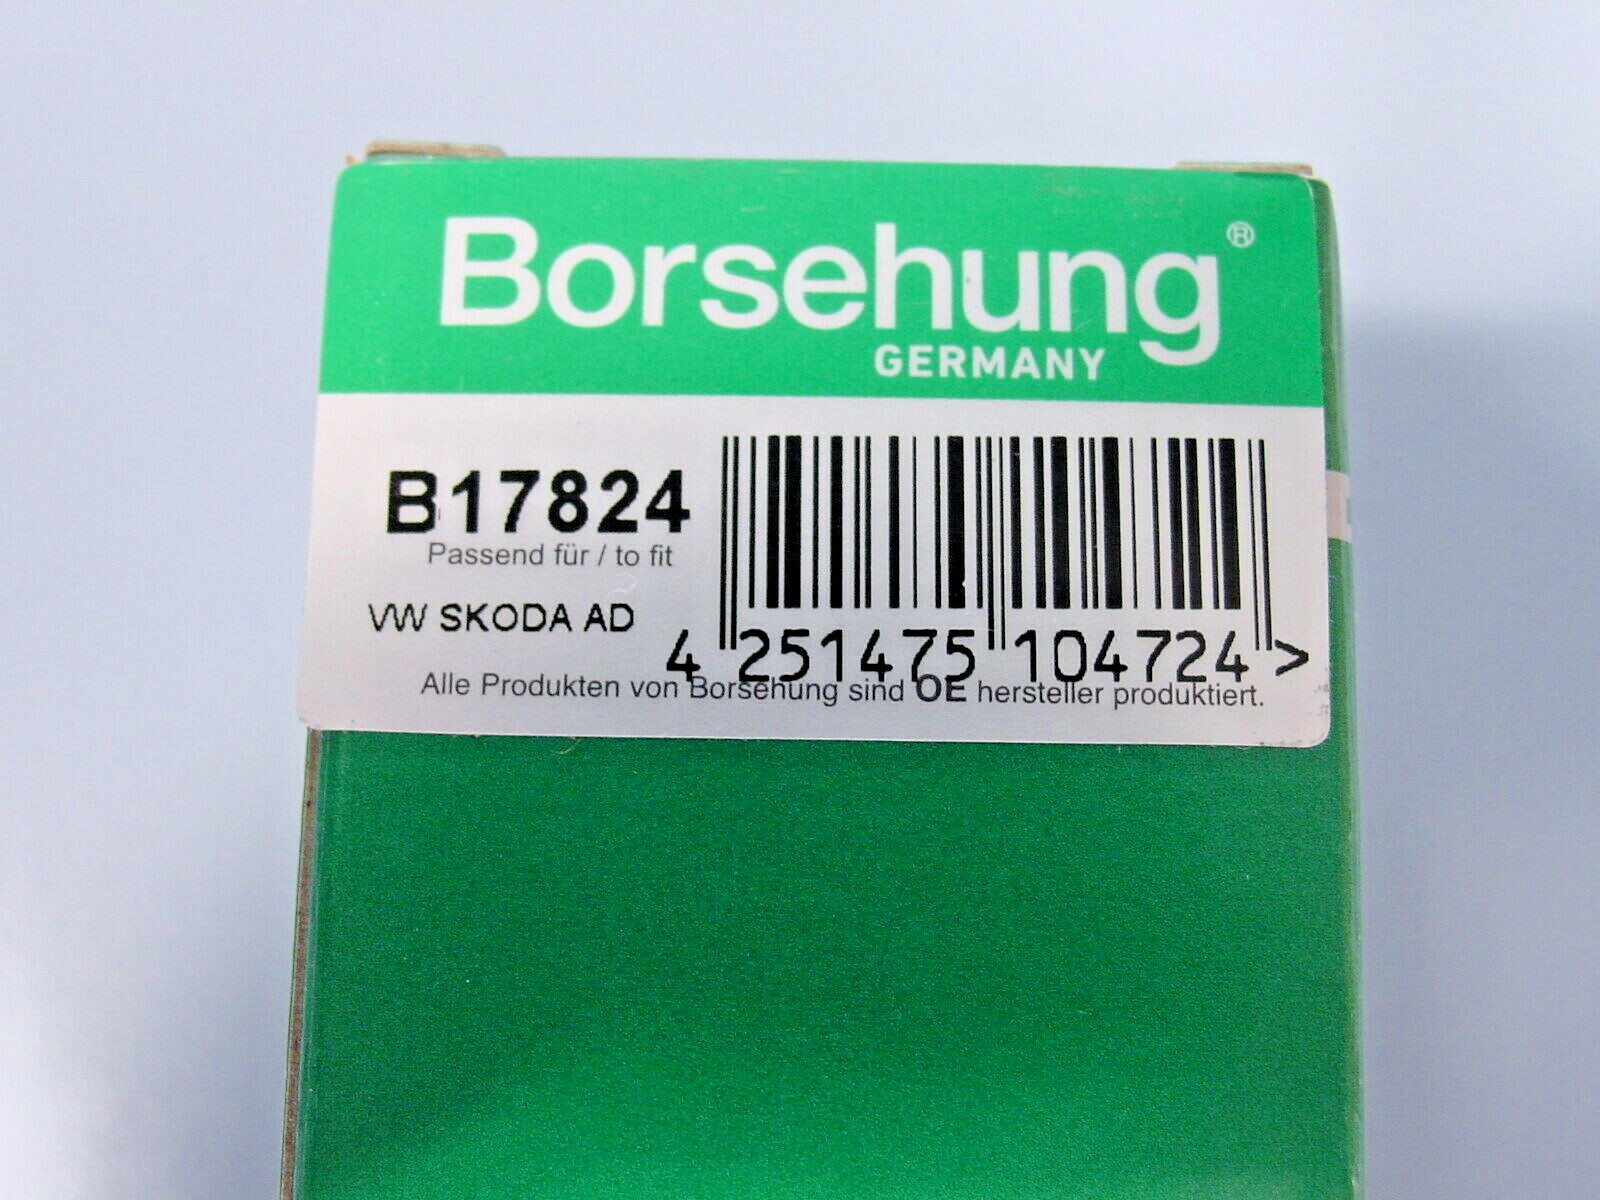 Borsehung®
GERMANY
B17824
Passend für / to fit
VW SKODA AD
4 251475 104724 >
Alle Produkten von Borsehung sind OE hersteller produktiert.